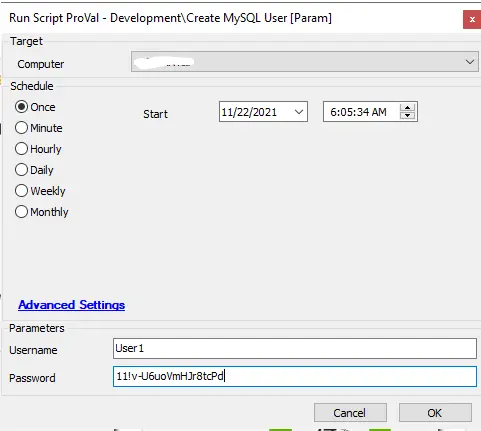 Run Script ProVal - Development\Create MySQL User [Param]
x
Target
Computer
Schedule
Once
Start
11/22/2021
6:05:34 AM
Minute
Hourly
Daily
Weekly
Monthly
Advanced Settings
Parameters
Username
User1
Password
11!v-U6uoVmHJr8tcPd
Cancel
OK